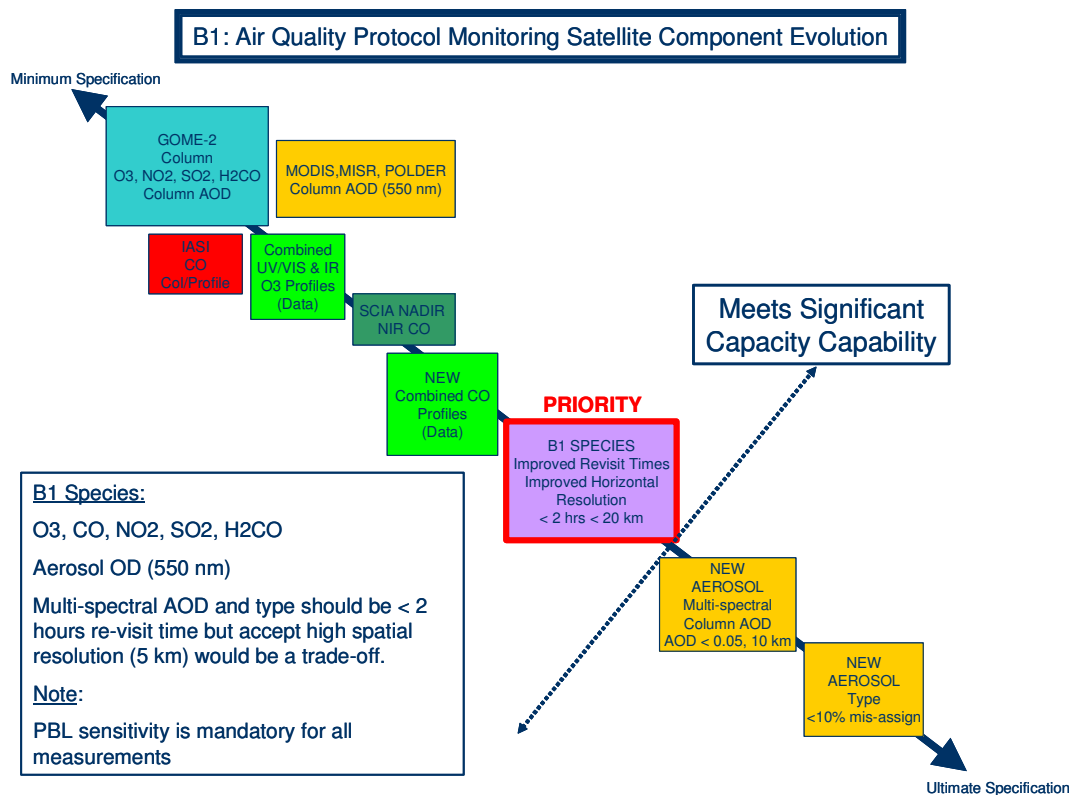 B1: Air Quality Protocol Monitoring Satellite Component Evolution
Minimum Specification
GOME-2
Column
O3, NO2, SO2, H2CO
Column AOD
MODIS,MISR, POLDER
Column AOD (550 nm)
IASI
CO
Col/Profile
Combined
UV/VIS & IR
O3 Profiles
(Data)
SCIA NADIR
NIR CO
Meets Significant
Capacity Capability
NEW
Combined CO
Profiles
(Data)
PRIORITY
B1 SPECIES
Improved Revisit Times
Improved Horizontal
Resolution
< 2 hrs < 20 km
B1 Species:
O3, CO, NO2, SO2, H2CO
Aerosol OD (550 nm)
Multi-spectral AOD and type should be < 2
hours re-visit time but accept high spatial
resolution (5 km) would be a trade-off.
Note:
PBL sensitivity is mandatory for all
measurements
NEW
AEROSOL
Multi-spectral
Column AOD
AOD < 0.05, 10 km
NEW
AEROSOL
Type
<10% mis-assign
Ultimate Specification